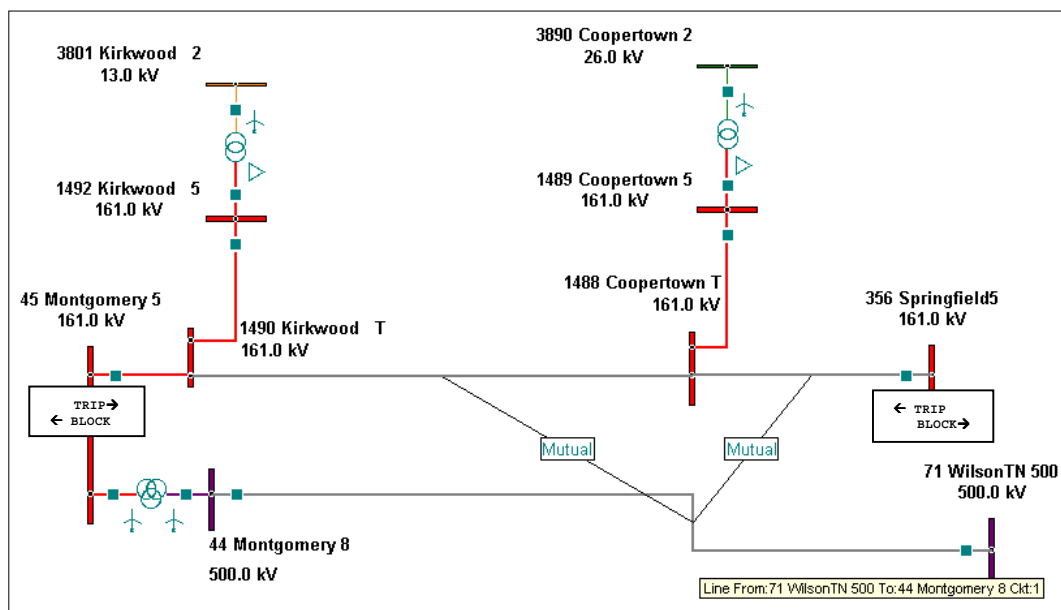 3801 Kirkwood 2
13.0 kV
3890 Coopertown 2
26.0 kV
1492 Kirkwood 5
161.0 kV
1489 Coopertown 5
161.0 kV
45 Montgomery 5
161.0 kV
1490 Kirkwood T
161.0 kV
1488 Coopertown T
161.0 kV
356 Springfield5
161.0 kV
TRIP→
← BLOCK
← TRIP
BLOCK→
Mutual
Mutual
71 WilsonTN 500
500.0 kV
44 Montgomery 8
500.0 kV
Line From:71 WilsonTN 500 To:44 Montgomery 8 Ckt:1